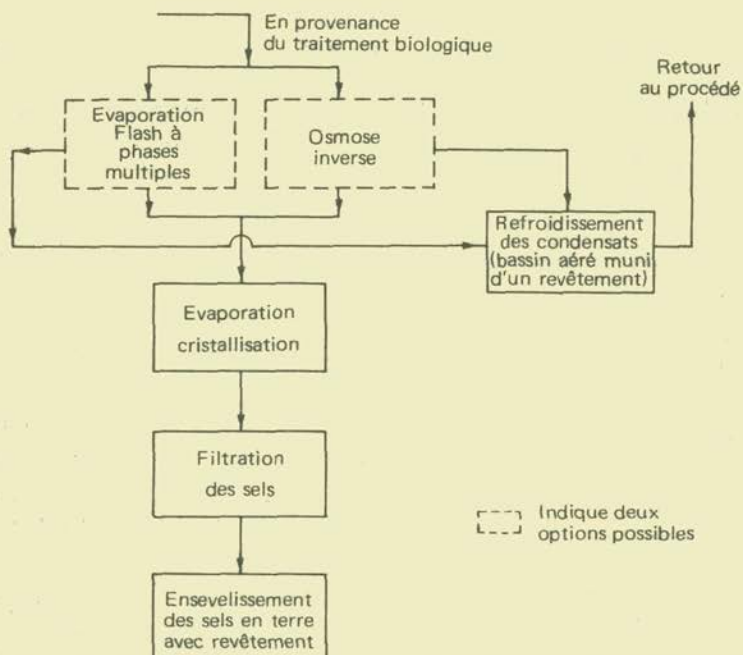 En provenance
du traitement biologique
Retour
au procédé
Evaporation
Flash à
phases
multiples
Osmose
inverse
Refroidissement
des condensats
(bassin aéré muni
d'un revêtement)
Evaporation
cristallisation
Filtration
des sels
Indique deux
options possibles
Ensevelissement
des sels en terre
avec revêtement